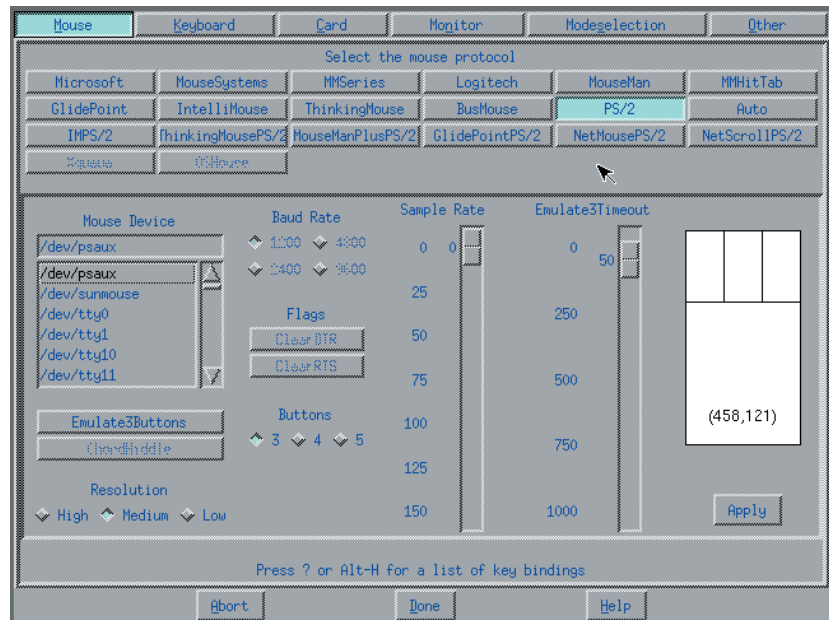 Mouse Keyboard Card Monitor Modeselection Other
Select the mouse protocol
Microsoft MouseSystems MMSeries Logitech MouseMan MMHitTab
GlidePoint IntelliMouse ThinkingMouse BusMouse PS/2 Auto
IMPS/2 ThinkingMousePS/2 MouseManPlusPS/2 GlidePointPS/2 NetMousePS/2 NetScrollPS/2
Xqueue OSMouse
Mouse Device
/dev/psaux
/dev/psaux
/dev/sunmouse
/dev/tty0
/dev/tty1
/dev/tty10
/dev/tty11
Emulate3Buttons
ChordMiddle
Resolution
High Medium Low
Baud Rate
1200 4800
2400 9600
Flags
ClearDTR
ClearRTS
Buttons
3 4 5
Sample Rate
0 0
25
50
75
100
125
150
Emulate3Timeout
0
50
250
500
750
1000
(458,121)
Apply
Press ? or Alt-H for a list of key bindings
Abort Done Help